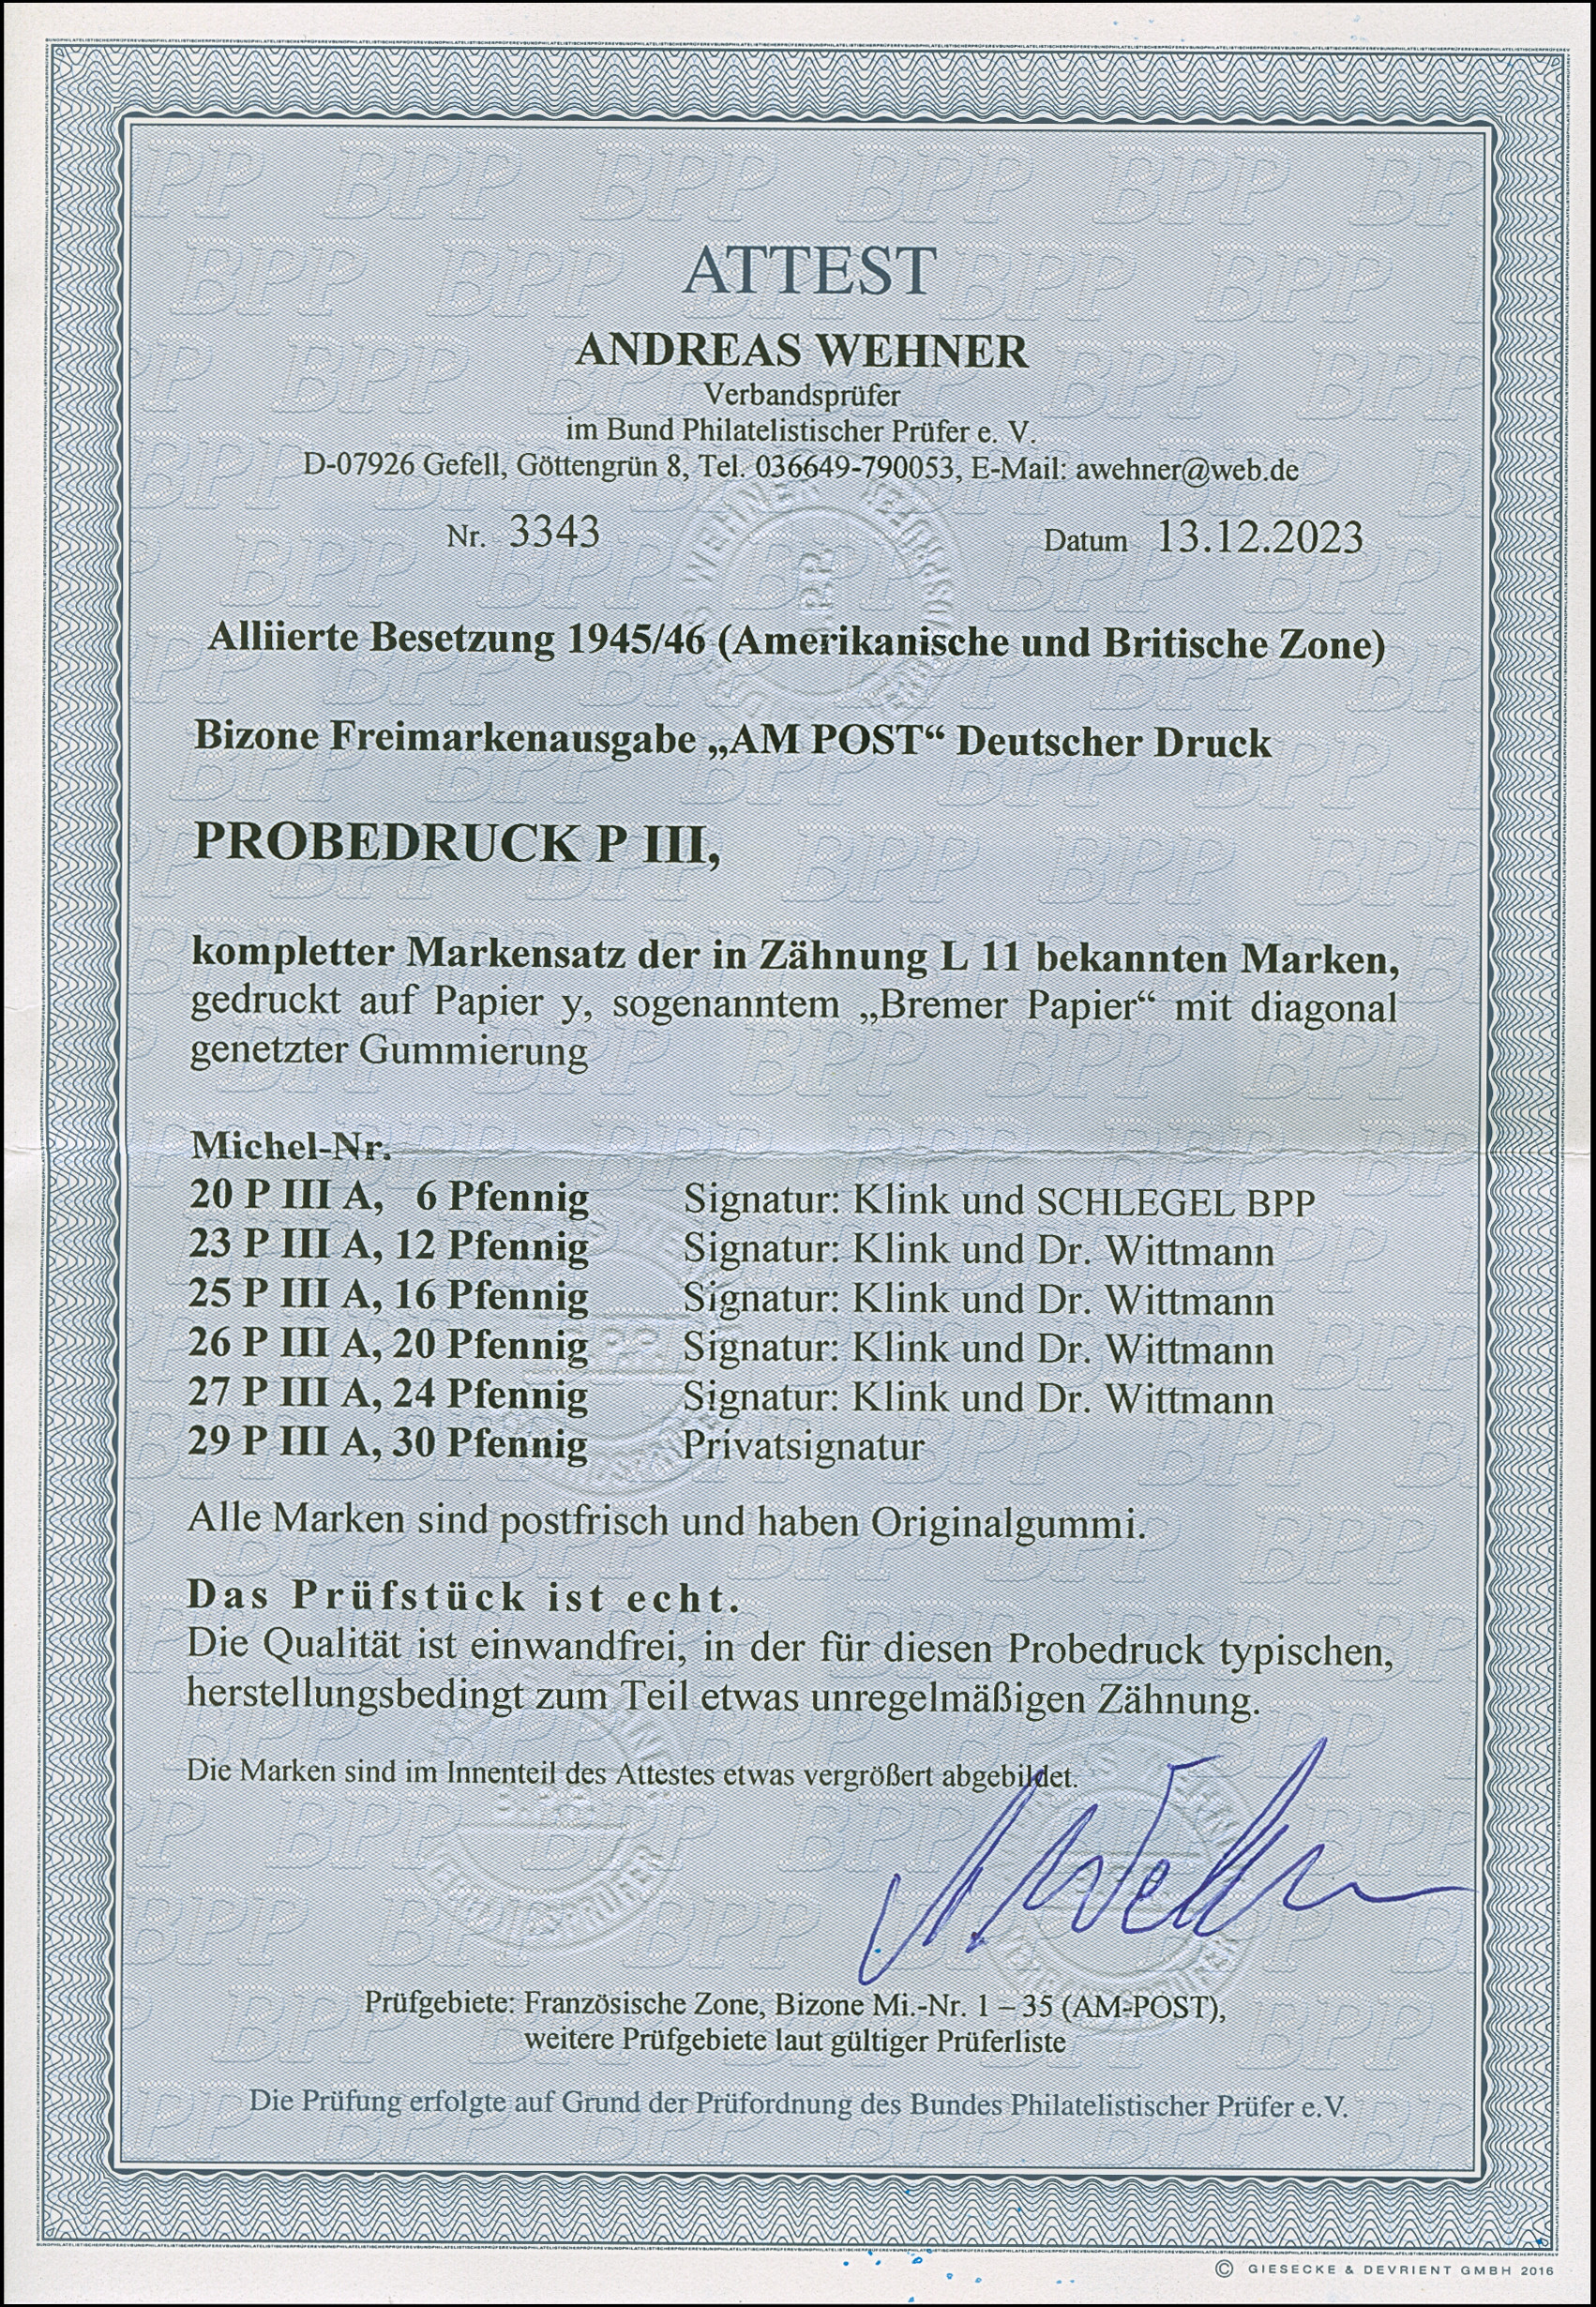 ATTEST
ANDREAS WEHNER
Verbandsprüfer
im Bund Philatelistischer Prüfer e. V.
D-07926 Gefell, Göttengrün 8, Tel. 036649-790053, E-Mail: awehner@web.de
Nr. 3343 Datum 13.12.2023
Alliierte Besetzung 1945/46 (Amerikanische und Britische Zone)
Bizone Freimarkenausgabe „AM POST“ Deutscher Druck
PROBEDRUCK P III,
kompletter Markensatz der in Zähnung L 11 bekannten Marken,
gedruckt auf Papier y, sogenanntem „Bremer Papier“ mit diagonal
genetzter Gummierung
Michel-Nr.
20 P III A, 6 Pfennig Signatur: Klink und SCHLEGEL BPP
23 P III A, 12 Pfennig Signatur: Klink und Dr. Wittmann
25 P III A, 16 Pfennig Signatur: Klink und Dr. Wittmann
26 P III A, 20 Pfennig Signatur: Klink und Dr. Wittmann
27 P III A, 24 Pfennig Signatur: Klink und Dr. Wittmann
29 P III A, 30 Pfennig Privatsignatur
Alle Marken sind postfrisch und haben Originalgummi.
Das Prüfstück ist echt.
Die Qualität ist einwandfrei, in der für diesen Probedruck typischen,
herstellungsbedingt zum Teil etwas unregelmäßigen Zähnung.
Die Marken sind im Innenteil des Attestes etwas vergrößert abgebildet.
A. Wehner
Prüfgebiete: Französische Zone, Bizone Mi.-Nr. 1 – 35 (AM-POST),
weitere Prüfgebiete laut gültiger Prüferliste
Die Prüfung erfolgte auf Grund der Prüfordnung des Bundes Philatelistischer Prüfer e.V.
© GIESECKE & DEVRIENT GMBH 2016